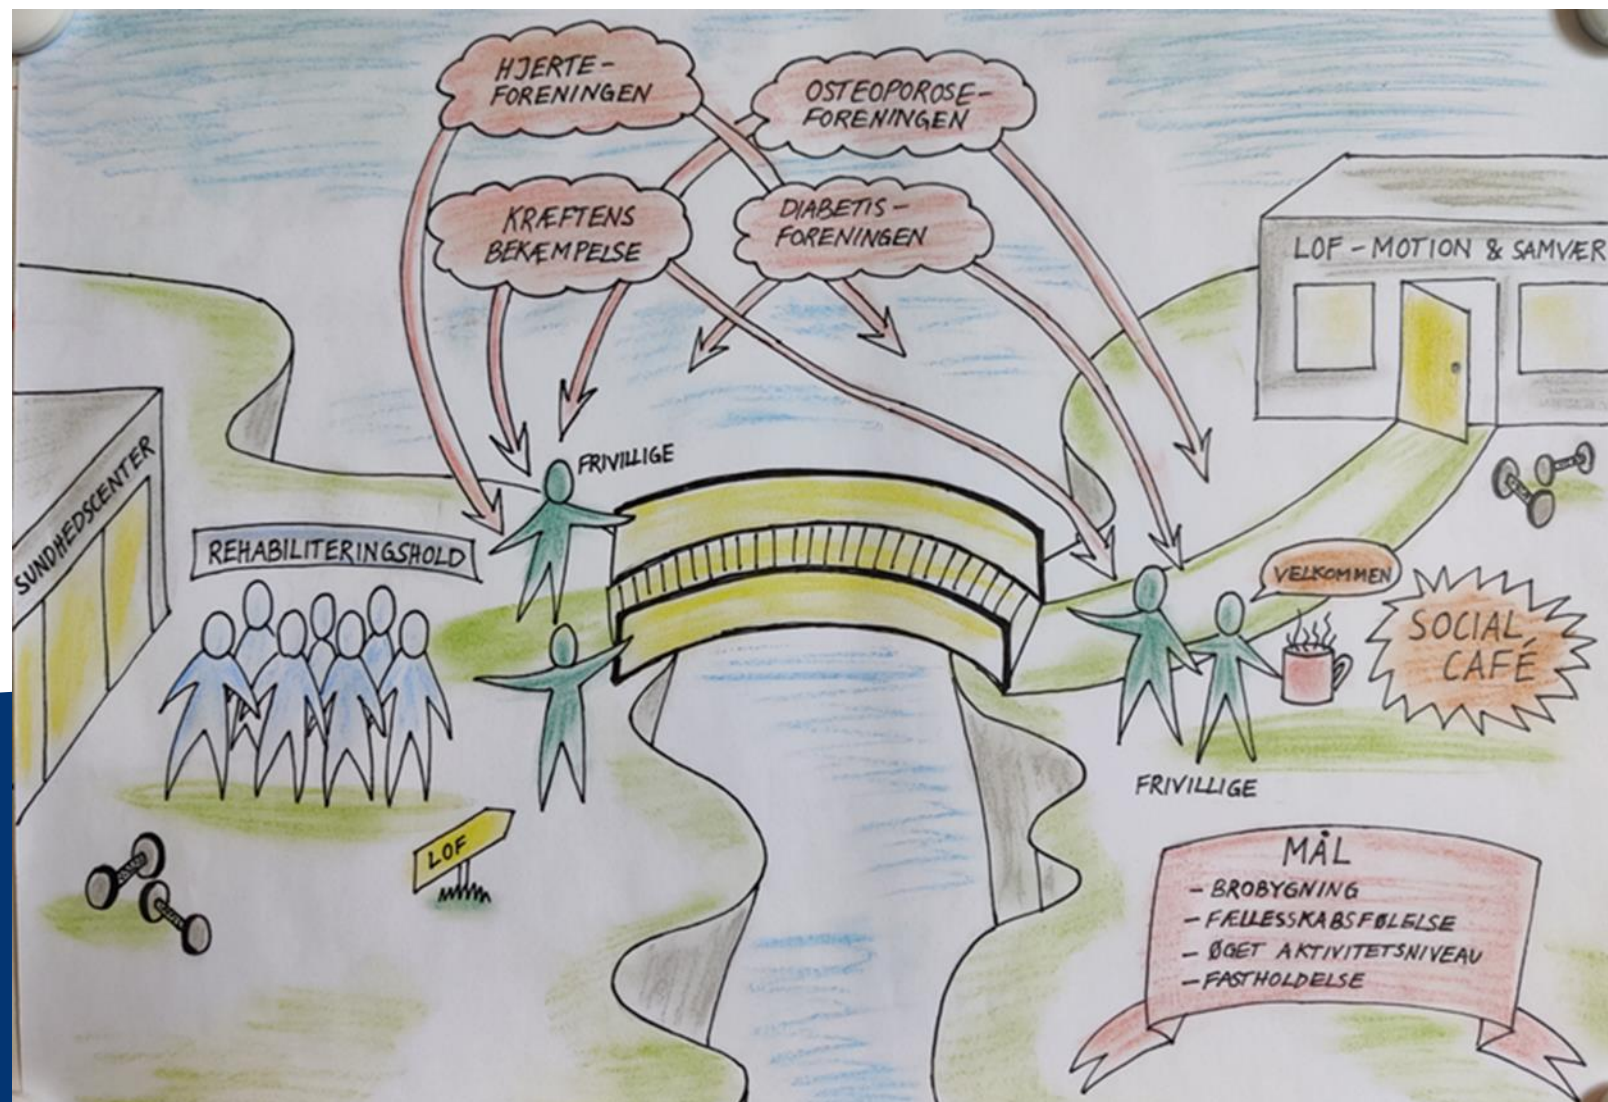 HJERTE-
FORENINGEN
OSTEOPOROSE-
FORENINGEN
KRÆFTENS
BEKÆMPELSE
DIABETIS-
FORENINGEN
LOF - MOTION & SAMVÆR
FRIVILLIGE
SUNDHEDSCENTER
REHABILITERINGSHOLD
VELKOMMEN
SOCIAL
CAFÉ
FRIVILLIGE
LOF
MÅL
- BROBYGNING
- FÆLLESSKABSFØLELSE
- ØGET AKTIVITETSNIVEAU
- FASTHOLDELSE